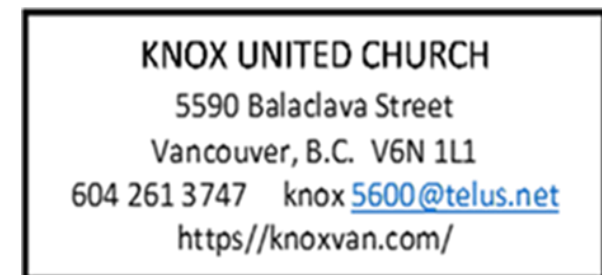 KNOX UNITED CHURCH
5590 Balaclava Street
Vancouver, B.C. V6N 1L1
604 261 3747 knox 5600@telus.net
https//knoxvan.com/